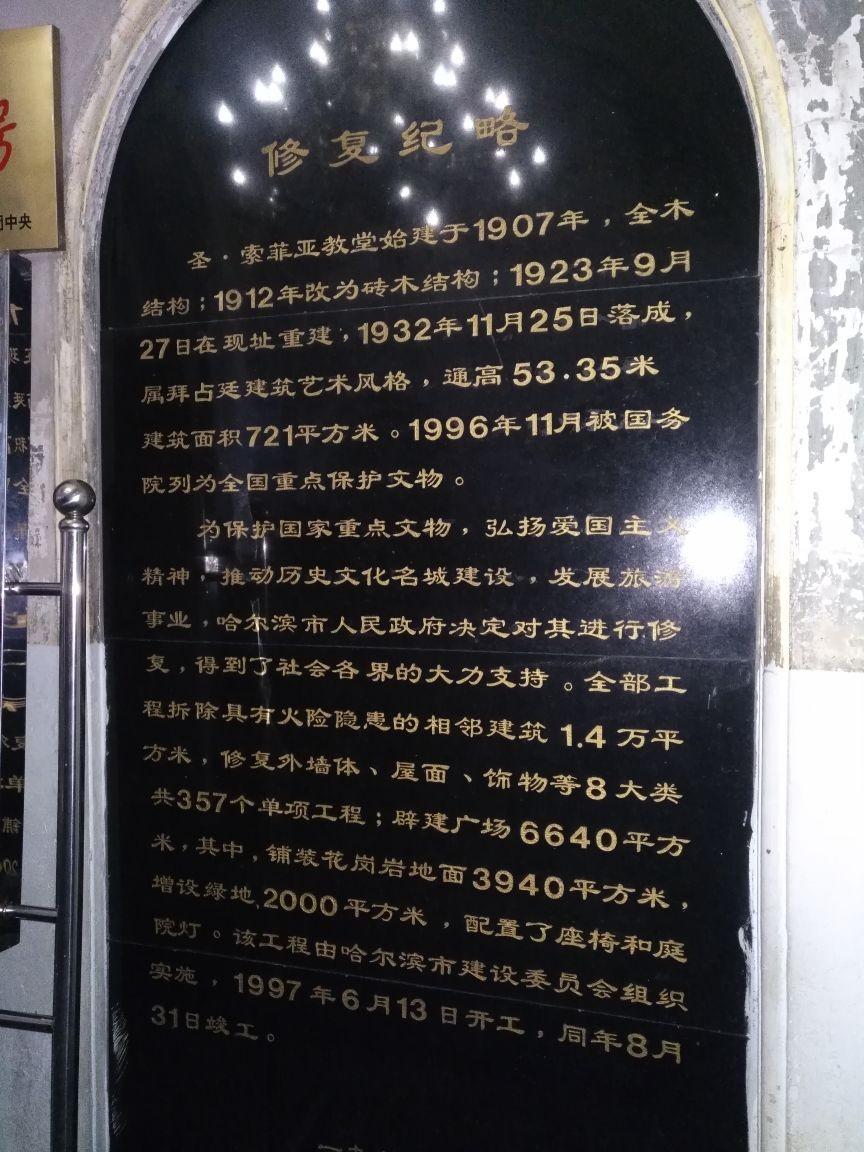 修复纪略
圣·索菲亚教堂始建于1907年，全木
结构；1912年改为砖木结构；1923年9月
27日在现址重建，1932年11月25日落成，
属拜占廷建筑艺术风格，通高53.35米
建筑面积721平方米。1996年11月被国务
院列为全国重点保护文物。
为保护国家重点文物，弘扬爱国主义
精神，推动历史文化名城建设，发展旅游
事业，哈尔滨市人民政府决定对其进行修
复，得到了社会各界的大力支持。全部工
程拆除具有火险隐患的相邻建筑1.4万平
方米，修复外墙体、屋面、饰物等8大类
共357个单项工程；辟建广场6640平方
米，其中，铺装花岗岩地面3940平方米，
增设绿地2000平方米，配置了座椅和庭
院灯。该工程由哈尔滨市建设委员会组织
实施，1997年6月13日开工，同年8月
31日竣工。
号
中央